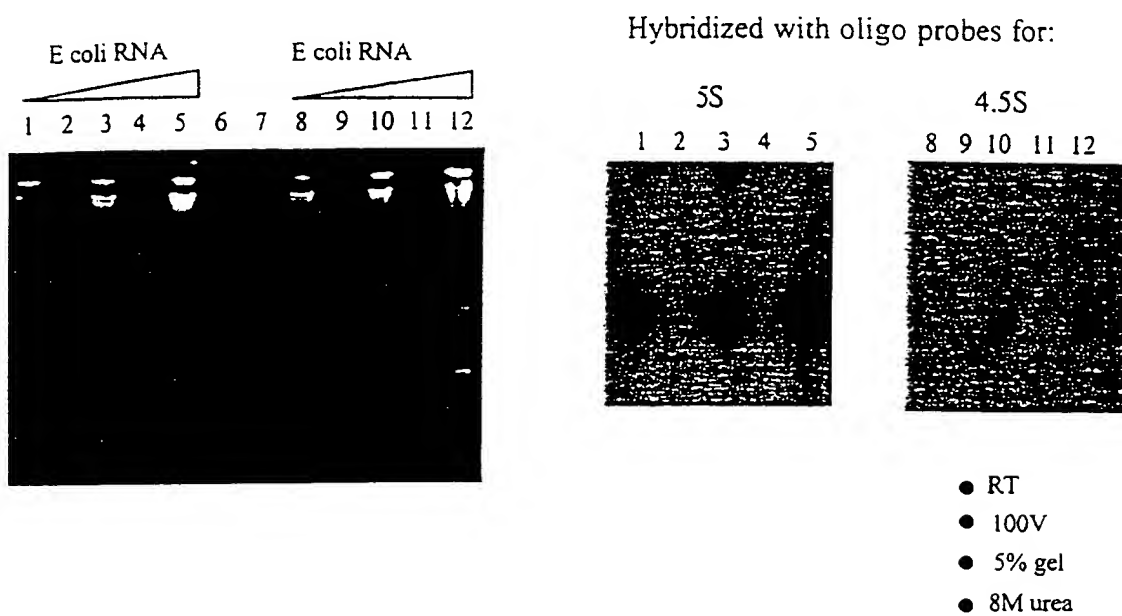 E coli RNA
E coli RNA
1 2 3 4 5 6 7 8 9 10 11 12
Hybridized with oligo probes for:
5S
1 2 3 4 5
4.5S
8 9 10 11 12
● RT
● 100V
● 5% gel
● 8M urea